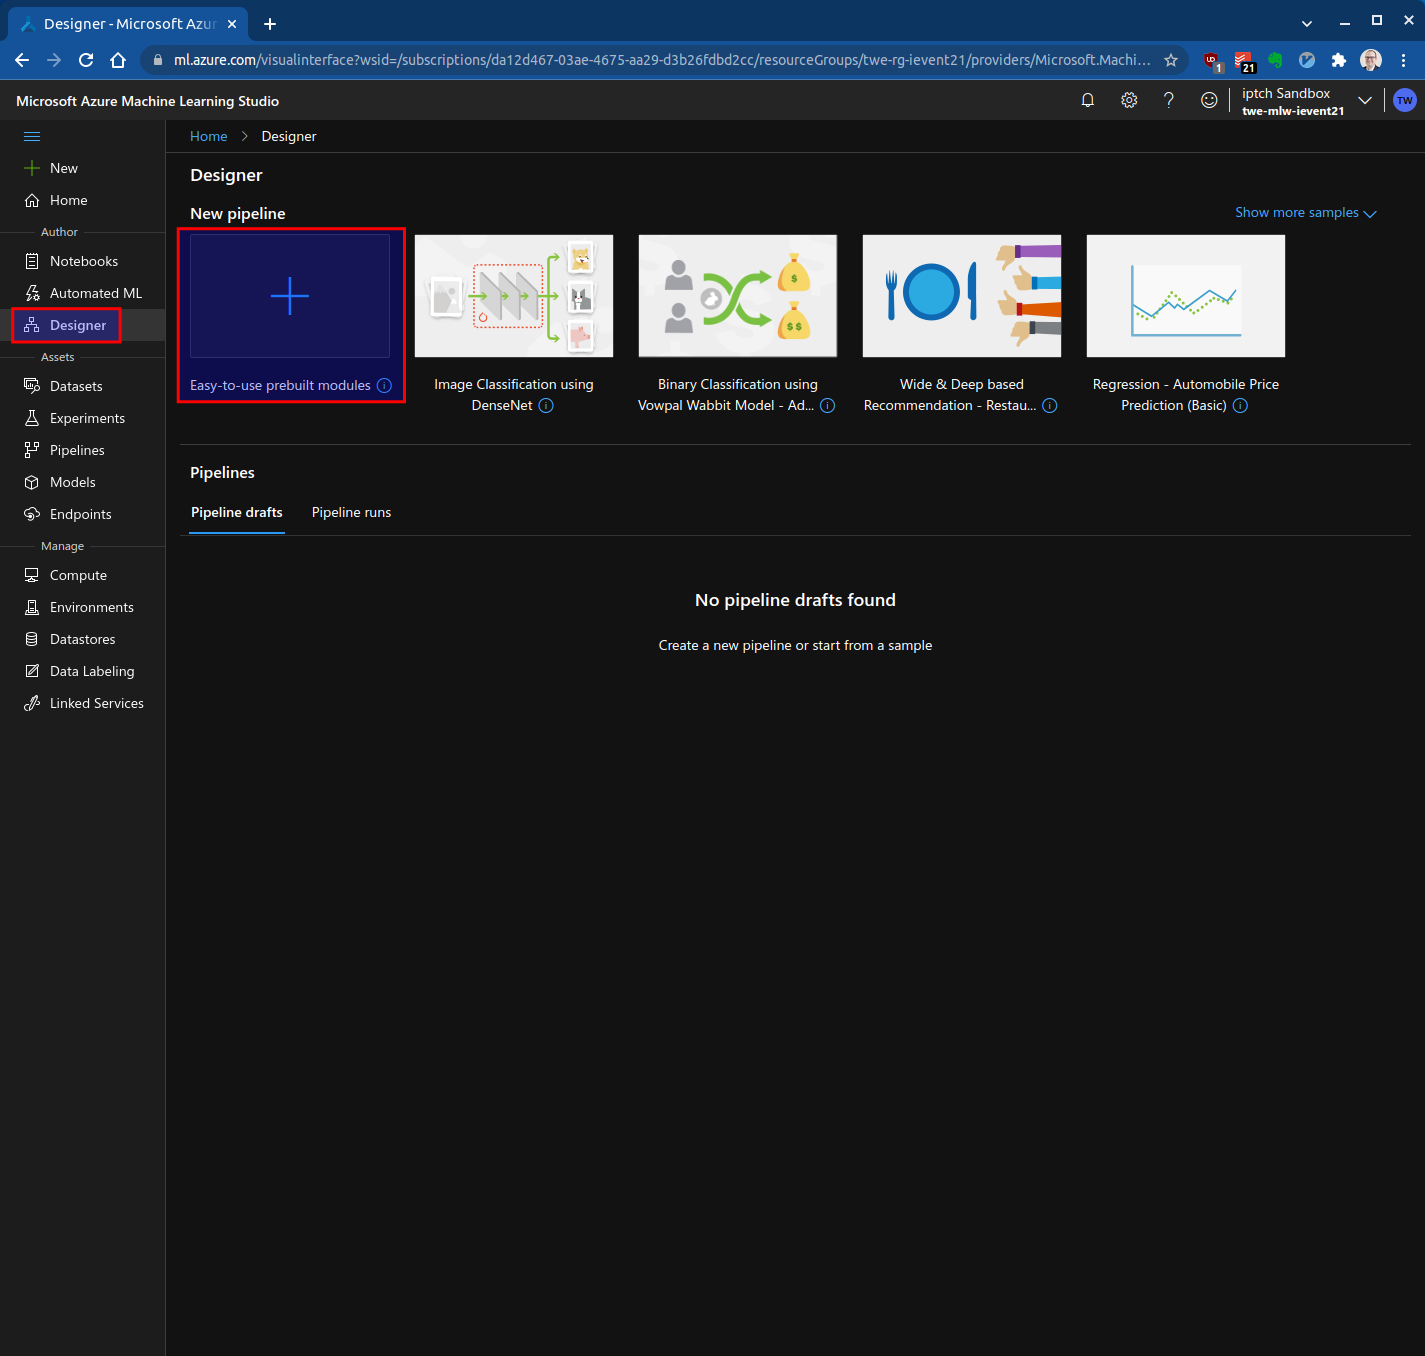 Designer - Microsoft Azur
ml.azure.com/visualinterface?wsid=/subscriptions/da12d467-03ae-4675-aa29-d3b26fdbd2cc/resourceGroups/twe-rg-ievent21/providers/Microsoft.Machi...
1
21
Microsoft Azure Machine Learning Studio
iptch Sandbox
twe-mlw-ievent21
TW
Home > Designer
New
Home
Author
Notebooks
Automated ML
Designer
Assets
Datasets
Experiments
Pipelines
Models
Endpoints
Manage
Compute
Environments
Datastores
Data Labeling
Linked Services
Designer
New pipeline
Show more samples
Easy-to-use prebuilt modules
Image Classification using
DenseNet
$
$ $
Binary Classification using
Vowpal Wabbit Model - Ad...
Wide & Deep based
Recommendation - Restau...
Regression - Automobile Price
Prediction (Basic)
Pipelines
Pipeline drafts
Pipeline runs
No pipeline drafts found
Create a new pipeline or start from a sample